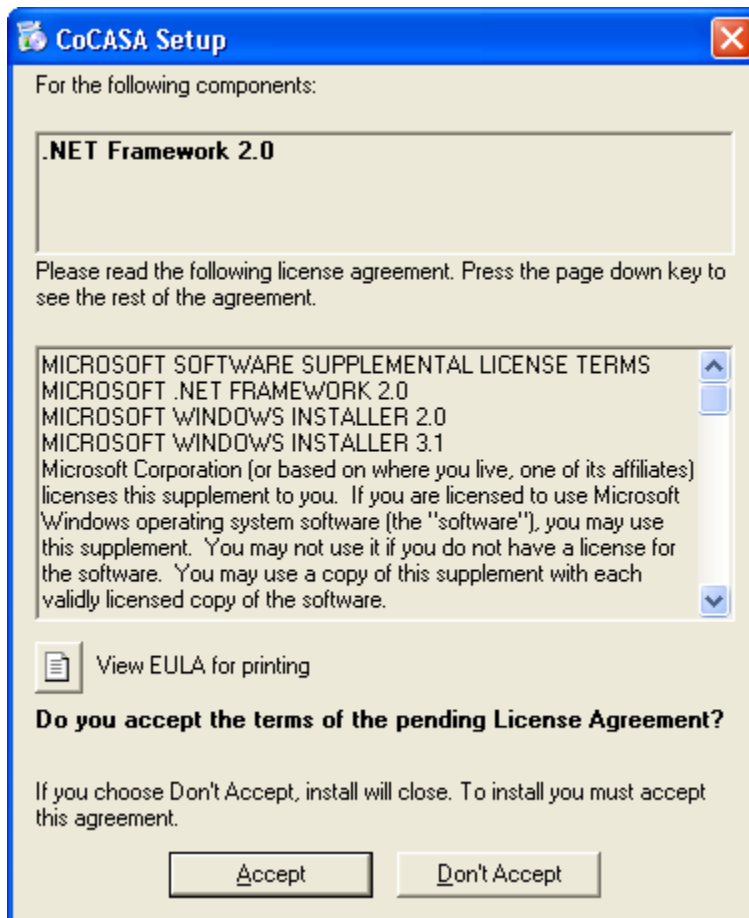 CoCASA Setup
For the following components:
.NET Framework 2.0
Please read the following license agreement. Press the page down key to
see the rest of the agreement.
MICROSOFT SOFTWARE SUPPLEMENTAL LICENSE TERMS
MICROSOFT .NET FRAMEWORK 2.0
MICROSOFT WINDOWS INSTALLER 2.0
MICROSOFT WINDOWS INSTALLER 3.1
Microsoft Corporation (or based on where you live, one of its affiliates)
licenses this supplement to you.  If you are licensed to use Microsoft
Windows operating system software (the "software"), you may use
this supplement.  You may not use it if you do not have a license for
the software.  You may use a copy of this supplement with each
validly licensed copy of the software.
View EULA for printing
Do you accept the terms of the pending License Agreement?
If you choose Don't Accept, install will close. To install you must accept
this agreement.
Accept
Don't Accept